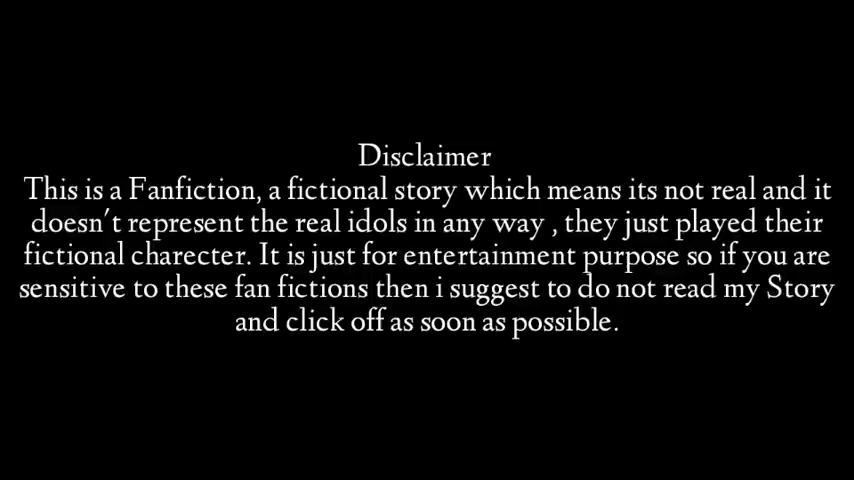 Disclaimer
This is a Fanfiction, a fictional story which means its not real and it
doesn't represent the real idols in any way , they just played their
fictional charecter. It is just for entertainment purpose so if you are
sensitive to these fan fictions then i suggest to do not read my Story
and click off as soon as possible.